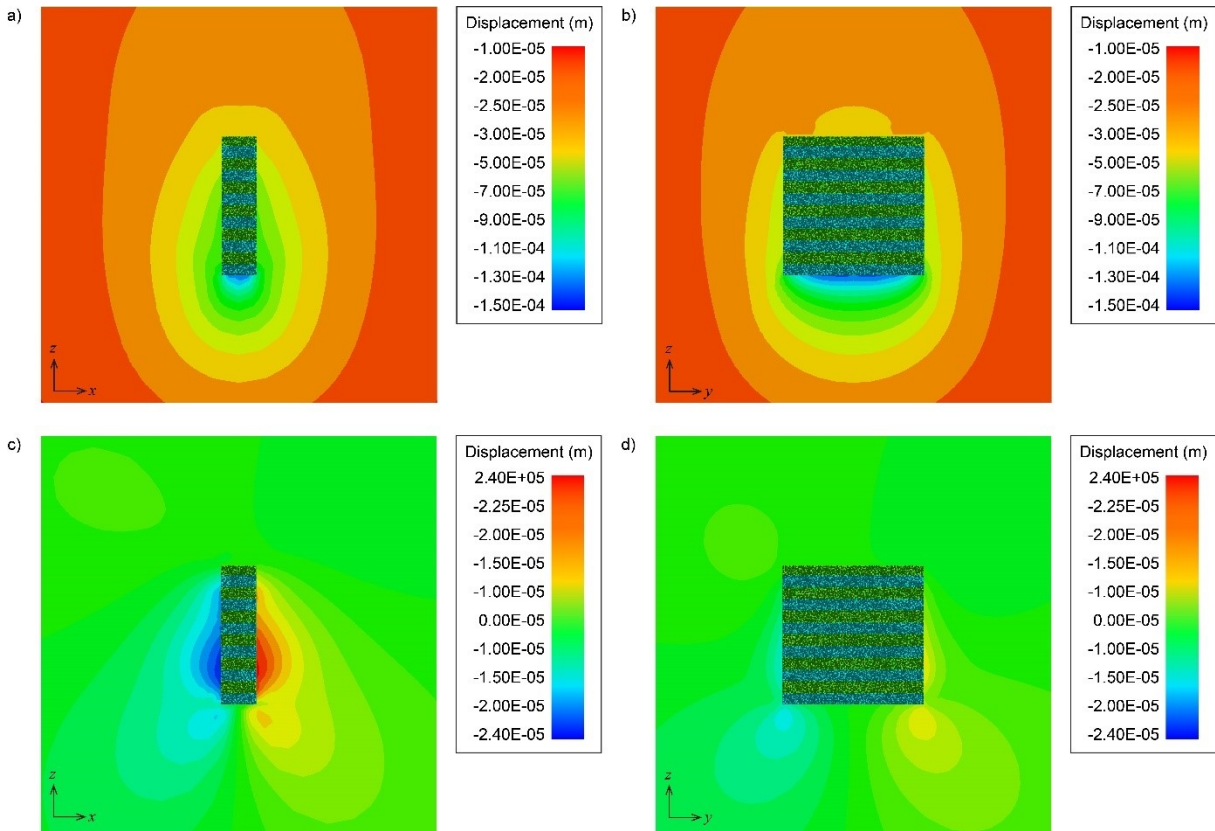 a)
Displacement (m)
-1.00E-05
-2.00E-05
-2.50E-05
-3.00E-05
-5.00E-05
-7.00E-05
-9.00E-05
-1.10E-04
-1.30E-04
-1.50E-04
z
x
b)
Displacement (m)
-1.00E-05
-2.00E-05
-2.50E-05
-3.00E-05
-5.00E-05
-7.00E-05
-9.00E-05
-1.10E-04
-1.30E-04
-1.50E-04
z
y
c)
Displacement (m)
2.40E+05
-2.25E-05
-2.00E-05
-1.50E-05
-1.00E-05
0.00E-05
-1.00E-05
-1.50E-05
-2.00E-05
-2.40E-05
z
x
d)
Displacement (m)
2.40E+05
-2.25E-05
-2.00E-05
-1.50E-05
-1.00E-05
0.00E-05
-1.00E-05
-1.50E-05
-2.00E-05
-2.40E-05
z
y